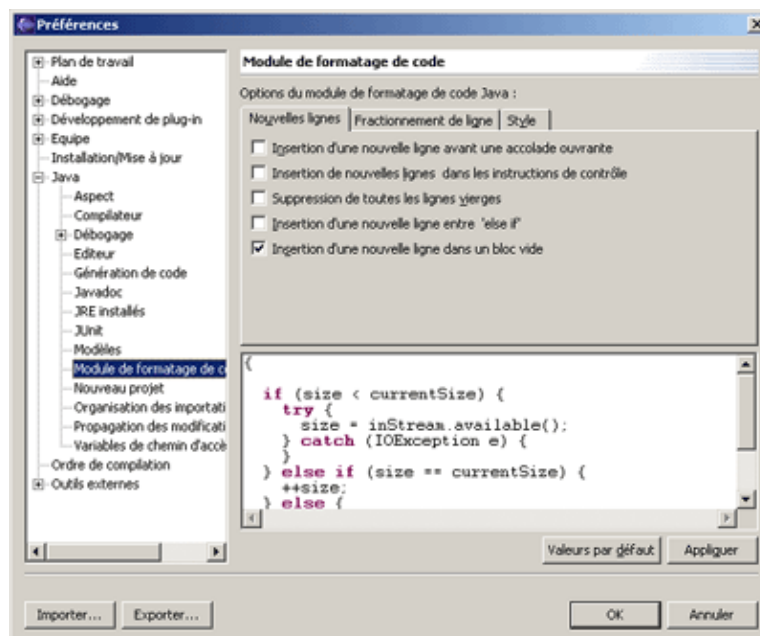 Préférences
Plan de travail
Aide
Débogage
Développement de plug-in
Equipe
Installation/Mise à jour
Java
Aspect
Compilateur
Débogage
Editeur
Génération de code
Javadoc
JRE installés
JUnit
Modèles
Module de formatage de c
Nouveau projet
Organisation des importati
Propagation des modificati
Variables de chemin d'accè
Ordre de compilation
Outils externes
Module de formatage de code
Options du module de formatage de code Java :
Nouvelles lignes Fractionnement de ligne Style
Insertion d'une nouvelle ligne avant une accolade ouvrante
Insertion de nouvelles lignes dans les instructions de contrôle
Suppression de toutes les lignes vierges
Insertion d'une nouvelle ligne entre 'else if'
Insertion d'une nouvelle ligne dans un bloc vide
{
if (size < currentSize) {
try {
size = inStream.available();
} catch (IOException e) {
}
} else if (size == currentSize) {
++size;
} else {
Valeurs par défaut Appliquer
Importer... Exporter... OK Annuler